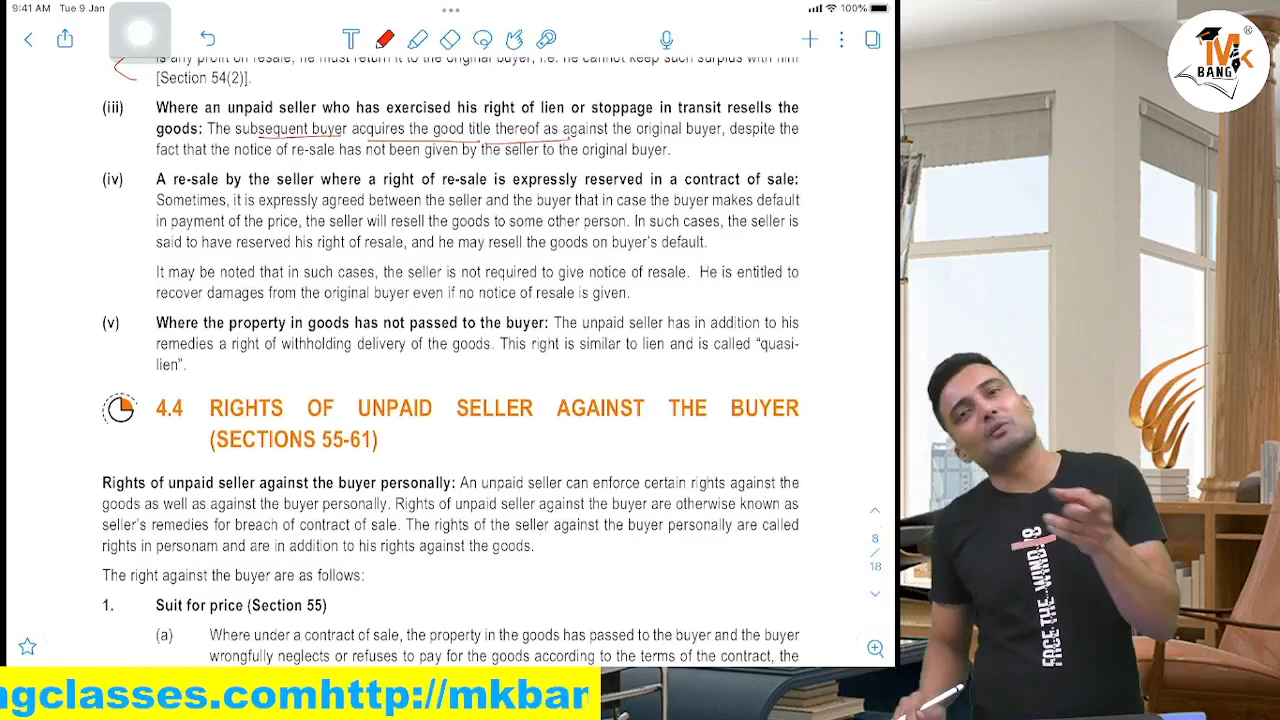 9:41 AM Tue 9 Jan
100%
is any profit on resale, he must return it to the original buyer, i.e. he cannot keep such surplus with him
[Section 54(2)].
(iii) Where an unpaid seller who has exercised his right of lien or stoppage in transit resells the
goods: The subsequent buyer acquires the good title thereof as against the original buyer, despite the
fact that the notice of re-sale has not been given by the seller to the original buyer.
(iv) A re-sale by the seller where a right of re-sale is expressly reserved in a contract of sale:
Sometimes, it is expressly agreed between the seller and the buyer that in case the buyer makes default
in payment of the price, the seller will resell the goods to some other person. In such cases, the seller is
said to have reserved his right of resale, and he may resell the goods on buyer's default.
It may be noted that in such cases, the seller is not required to give notice of resale. He is entitled to
recover damages from the original buyer even if no notice of resale is given.
(v) Where the property in goods has not passed to the buyer: The unpaid seller has in addition to his
remedies a right of withholding delivery of the goods. This right is similar to lien and is called “quasi-
lien”.
4.4 RIGHTS OF UNPAID SELLER AGAINST THE BUYER
(SECTIONS 55-61)
Rights of unpaid seller against the buyer personally: An unpaid seller can enforce certain rights against the
goods as well as against the buyer personally. Rights of unpaid seller against the buyer are otherwise known as
seller's remedies for breach of contract of sale. The rights of the seller against the buyer personally are called
rights in personam and are in addition to his rights against the goods.
The right against the buyer are as follows:
1. Suit for price (Section 55)
(a) Where under a contract of sale, the property in the goods has passed to the buyer and the buyer
wrongfully neglects or refuses to pay for the goods according to the terms of the contract, the
8
/
18
Mk
BANG
®
FACE THE WINDS
ngclasses.comhttp://mkban